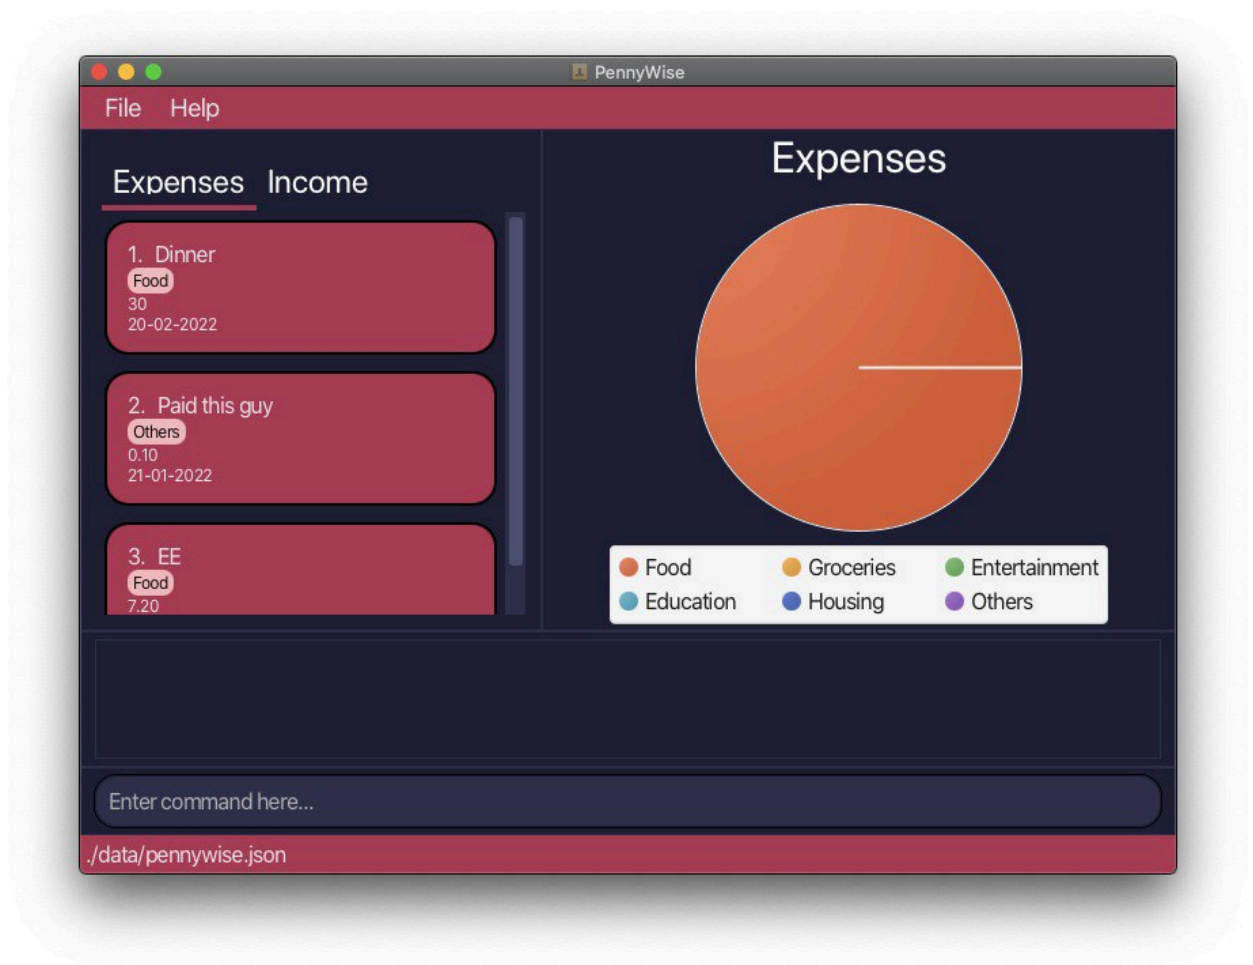 PennyWise
File Help
Expenses Income
1. Dinner
Food
30
20-02-2022
2. Paid this guy
Others
0.10
21-01-2022
3. EE
Food
7.20
Expenses
Food Groceries Entertainment
Education Housing Others
Enter command here...
./data/pennywise.json